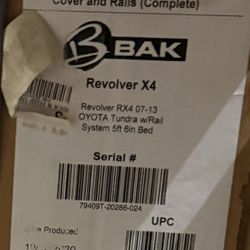 Cover and Rails (Complete)
BAK
Revolver X4
Revolver RX4 07-13
OYOTA Tundra w/Rail
System 5ft 6in Bed
Serial #
79409T-20286-024
Produced
UPC